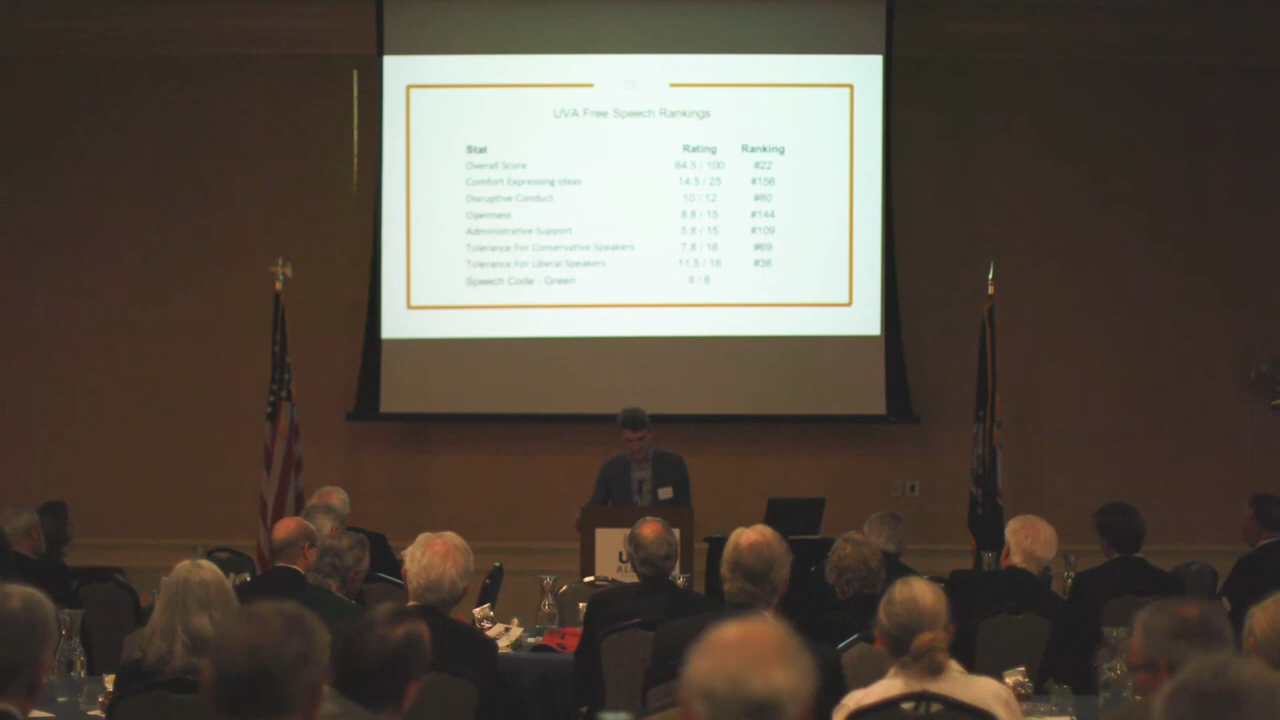 UVA Free Speech Rankings
Stat Rating Ranking
Overall Score 64.8 / 100 #22
Comfort Expressing Ideas 14.5 / 25 #156
Disruptive Conduct 10 / 12 #80
Openness 8.8 / 15 #144
Administrative Support 5.8 / 15 #109
Tolerance For Conservative Speakers 7.8 / 16 #69
Tolerance For Liberal Speakers 11.5 / 16 #36
Speech Code - Green 6 / 6